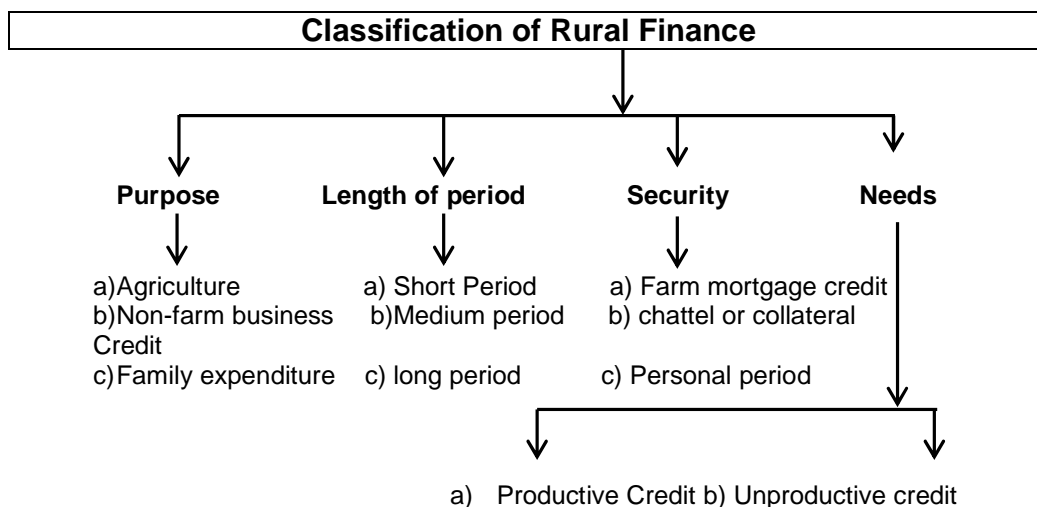 Classification of Rural Finance
Purpose Length of period Security Needs
a)Agriculture a) Short Period a) Farm mortgage credit
b)Non-farm business b)Medium period b) chattel or collateral
Credit
c)Family expenditure c) long period c) Personal period
a) Productive Credit b) Unproductive credit